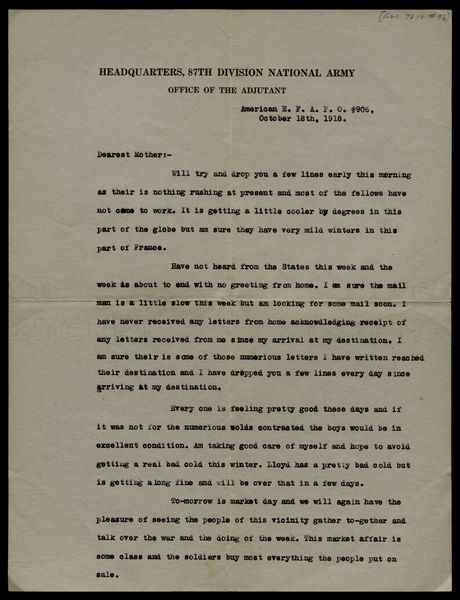 HEADQUARTERS, 87TH DIVISION NATIONAL ARMY
OFFICE OF THE ADJUTANT
American E. F. A. P. O. #906,
October 18th, 1918.
Dearest Mother:-
Will try and drop you a few lines early this morning
as their is nothing rushing at present and most of the fellows have
not come to work. It is getting a little cooler by degrees in this
part of the globe but am sure they have very mild winters in this
part of France.
Have not heard from the States this week and the
week is about to end with no greeting from home. I am sure the mail
man is a little slow this week but am looking for some mail soon. I
have never received any letters from home acknowledging receipt of
any letters received from me since my arrival at my destination. I
am sure their is some of those numerious letters I have written reached
their destination and I have dropped you a few lines every day since
arriving at my destination.
Every one is feeling pretty good these days and if
it was not for the numerious colds contracted the boys would be in
excellent condition. Am taking good care of myself and hope to avoid
getting a real bad cold this winter. Lloyd has a pretty bad cold but
is getting along fine and will be over that in a few days.
To-morrow is market day and we will again have the
pleasure of seeing the people of this vicinity gather to-gether and
talk over the war and the doing of the week. This market affair is
some class and the soldiers buy most everything the people put on
sale.